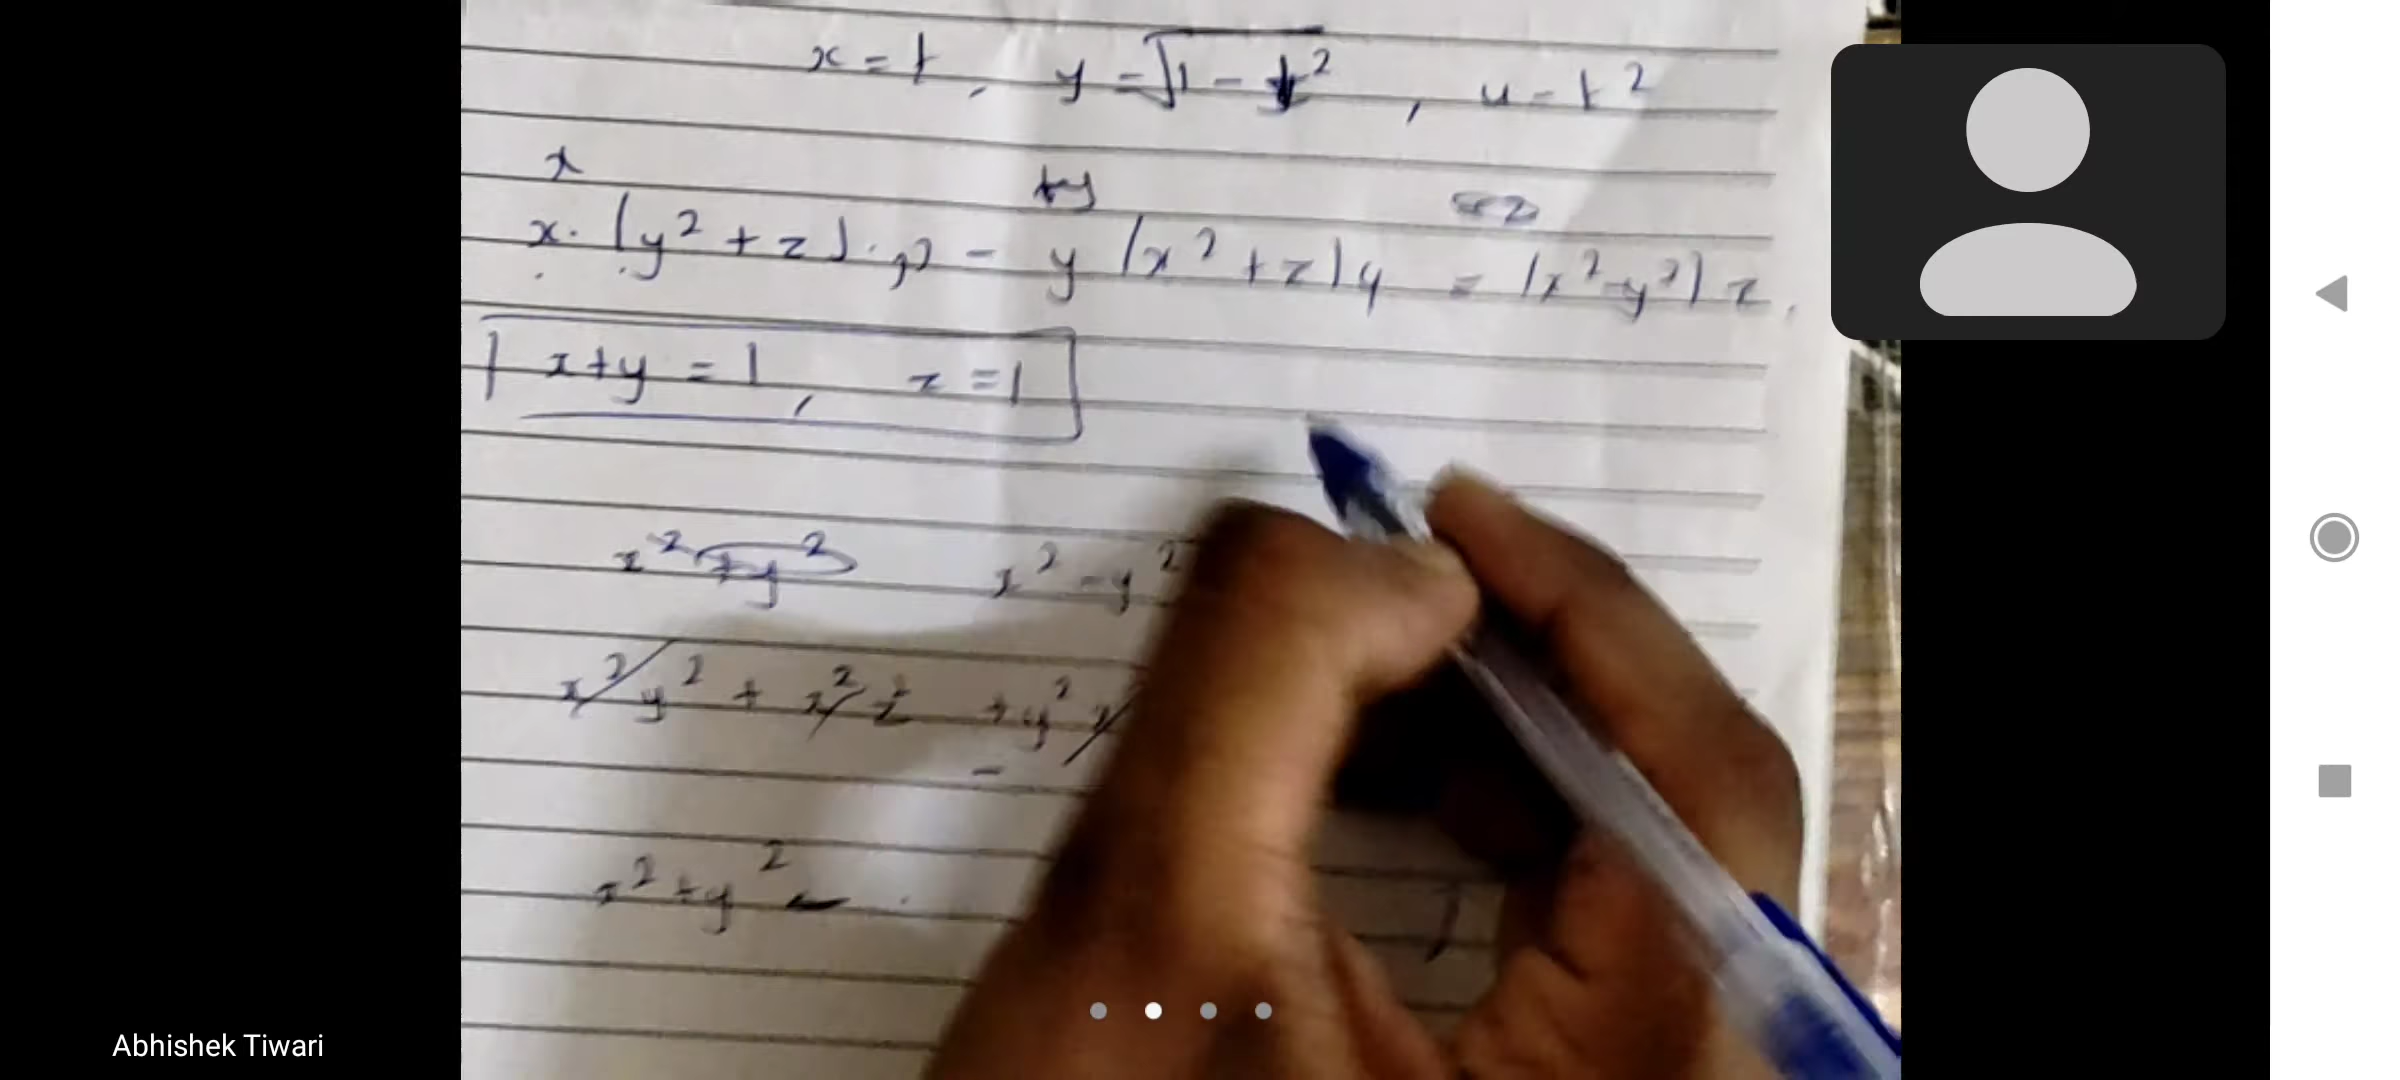 x = t, y = √1 - t², u = t²
x ty
x · (y² + z) · p - y (x² + z) q = (x² - y²) z.
x + y = 1, z = 1
x² + y² x² - y²
x² y² + x² z + y²
-
x² + y² -
Abhishek Tiwari